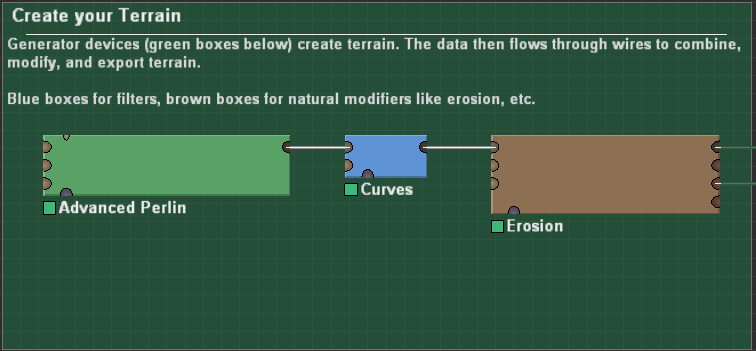 Create your Terrain
Generator devices (green boxes below) create terrain. The data then flows through wires to combine,
modify, and export terrain.
Blue boxes for filters, brown boxes for natural modifiers like erosion, etc.
Advanced Perlin
Curves
Erosion